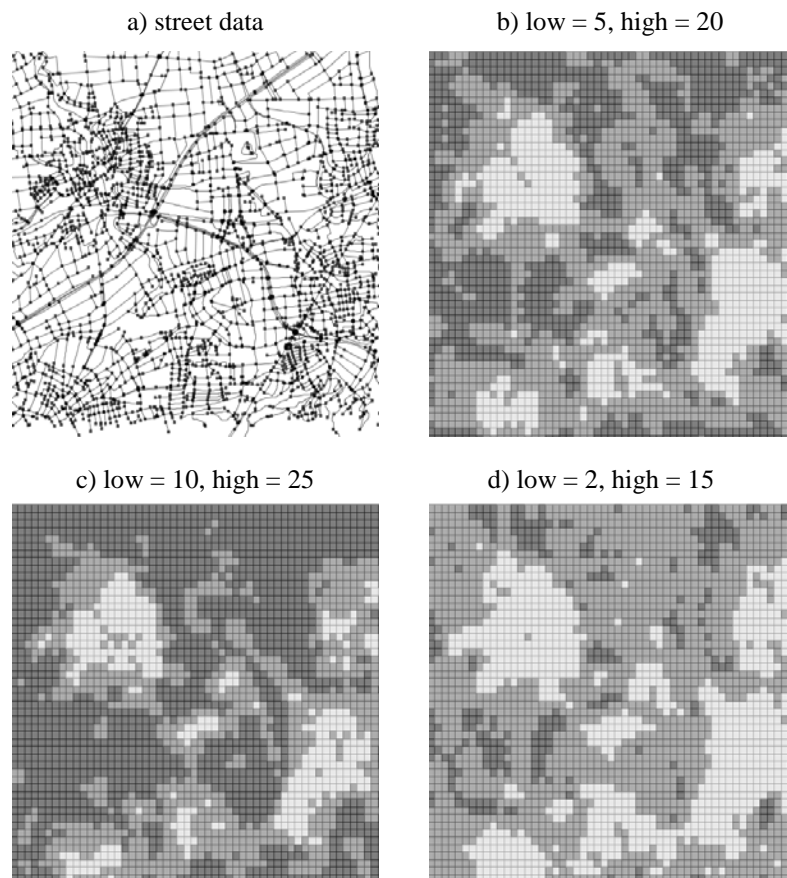 a) street data
b) low = 5, high = 20
c) low = 10, high = 25
d) low = 2, high = 15